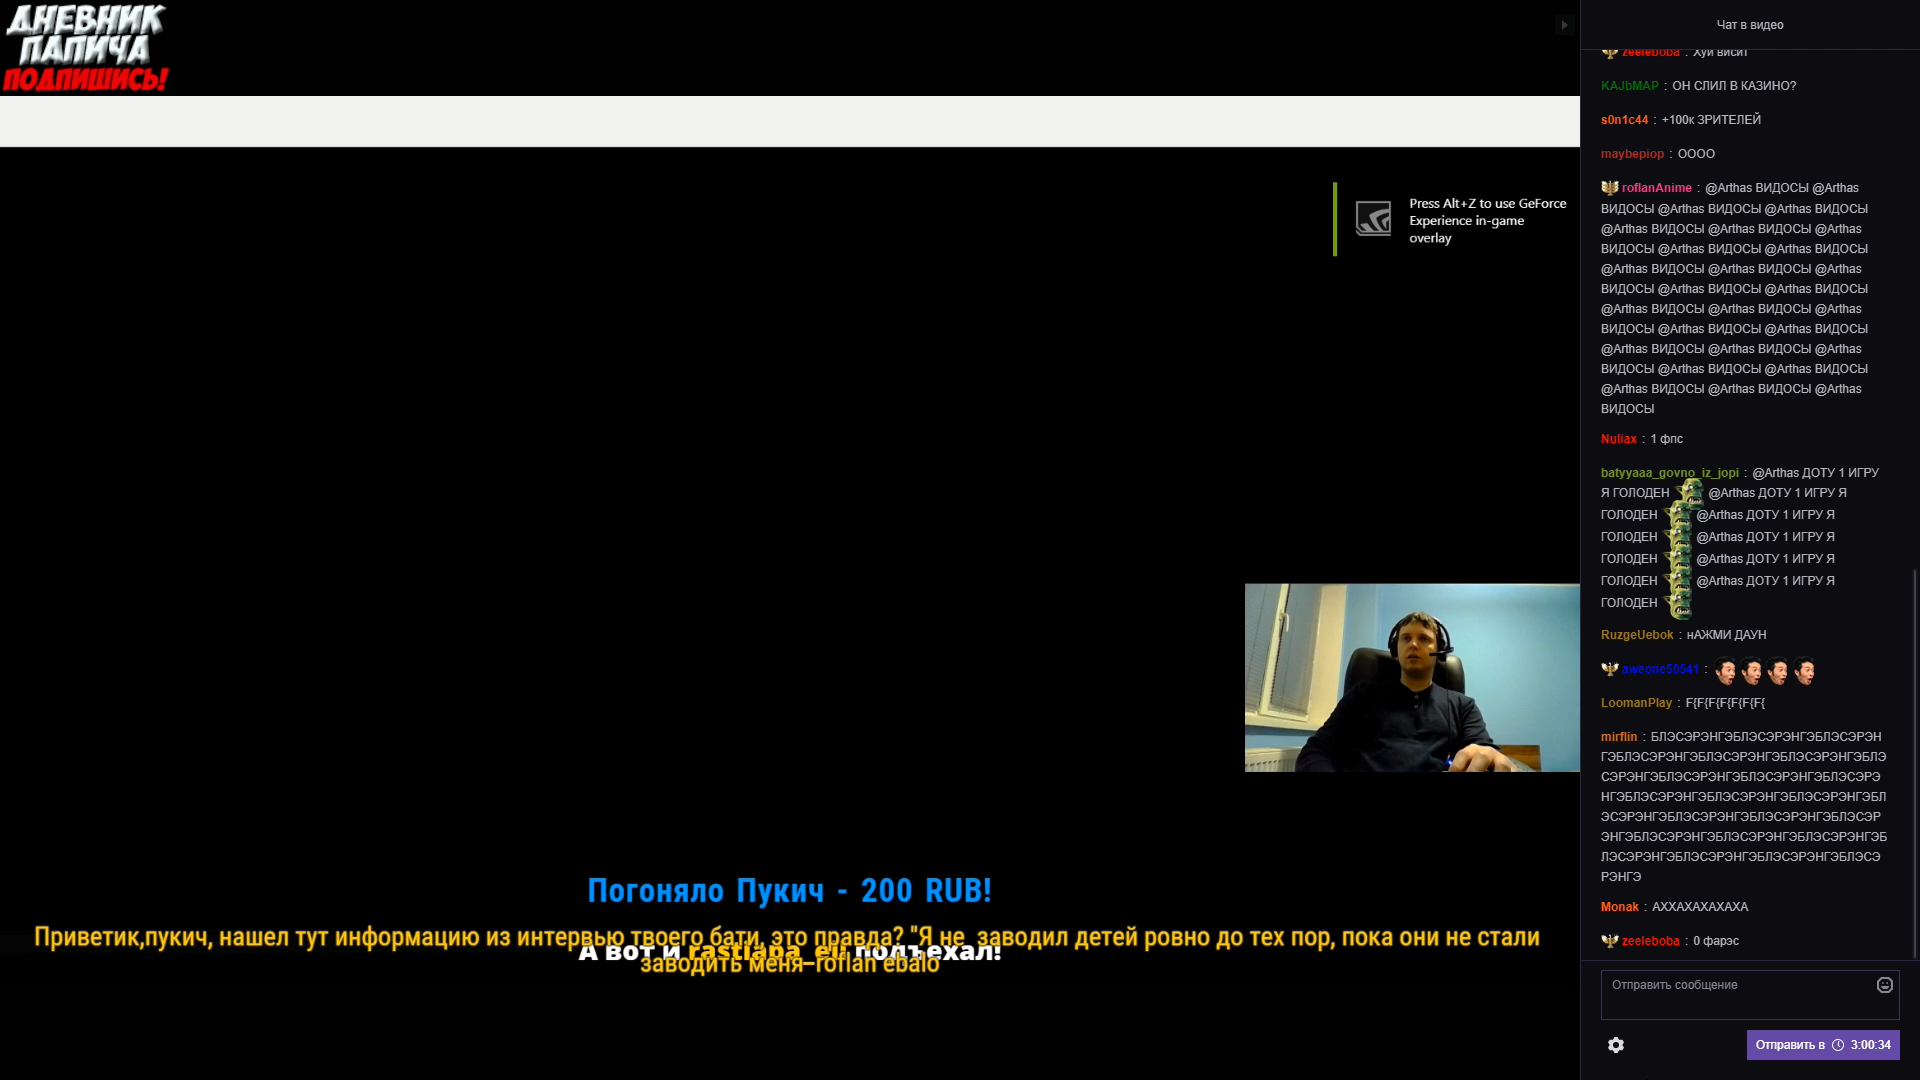 ДНЕВНИК
ПАПИЧА
ПОДПИШИСЬ!
Press Alt+Z to use GeForce
Experience in-game
overlay
Погоняло Пукич - 200 RUB!
Приветик,пукич, нашел тут информацию из интервью твоего бати, это правда? "Я не заводил детей ровно до тех пор, пока они не стали
заводить меня–roflan ebalo
А вот и rastlaba_eli подъехал!
Чат в видео
zeeleboba : Хуй висит
KAJbMAP : ОН СЛИЛ В КАЗИНО?
s0n1c44 : +100к ЗРИТЕЛЕЙ
maybepiop : ОООО
roflanAnime : @Arthas ВИДОСЫ @Arthas
ВИДОСЫ @Arthas ВИДОСЫ @Arthas ВИДОСЫ
@Arthas ВИДОСЫ @Arthas ВИДОСЫ @Arthas
ВИДОСЫ @Arthas ВИДОСЫ @Arthas ВИДОСЫ
@Arthas ВИДОСЫ @Arthas ВИДОСЫ @Arthas
ВИДОСЫ @Arthas ВИДОСЫ @Arthas ВИДОСЫ
@Arthas ВИДОСЫ @Arthas ВИДОСЫ @Arthas
ВИДОСЫ @Arthas ВИДОСЫ @Arthas ВИДОСЫ
@Arthas ВИДОСЫ @Arthas ВИДОСЫ @Arthas
ВИДОСЫ @Arthas ВИДОСЫ @Arthas ВИДОСЫ
@Arthas ВИДОСЫ @Arthas ВИДОСЫ @Arthas
ВИДОСЫ
Nuliax : 1 фпс
batyyaaa_govno_iz_jopi : @Arthas ДОТУ 1 ИГРУ
Я ГОЛОДЕН @Arthas ДОТУ 1 ИГРУ Я
ГОЛОДЕН @Arthas ДОТУ 1 ИГРУ Я
ГОЛОДЕН @Arthas ДОТУ 1 ИГРУ Я
ГОЛОДЕН @Arthas ДОТУ 1 ИГРУ Я
ГОЛОДЕН @Arthas ДОТУ 1 ИГРУ Я
ГОЛОДЕН
RuzgeUebok : нАЖМИ ДАУН
aweone50541 :
LoomanPlay : F{F{F{F{F{F{F{
mirflin : БЛЭСЭРЭНГЭБЛЭСЭРЭНГЭБЛЭСЭРЭН
ГЭБЛЭСЭРЭНГЭБЛЭСЭРЭНГЭБЛЭСЭРЭНГЭБЛЭ
СЭРЭНГЭБЛЭСЭРЭНГЭБЛЭСЭРЭНГЭБЛЭСЭРЭ
НГЭБЛЭСЭРЭНГЭБЛЭСЭРЭНГЭБЛЭСЭРЭНГЭБЛ
ЭСЭРЭНГЭБЛЭСЭРЭНГЭБЛЭСЭРЭНГЭБЛЭСЭР
ЭНГЭБЛЭСЭРЭНГЭБЛЭСЭРЭНГЭБЛЭСЭРЭНГЭБ
ЛЭСЭРЭНГЭБЛЭСЭРЭНГЭБЛЭСЭРЭНГЭБЛЭСЭ
РЭНГЭ
Monak : АХХАХАХАХАХА
zeeleboba : 0 фарэс
Отправить сообщение
Отправить в 3:00:34